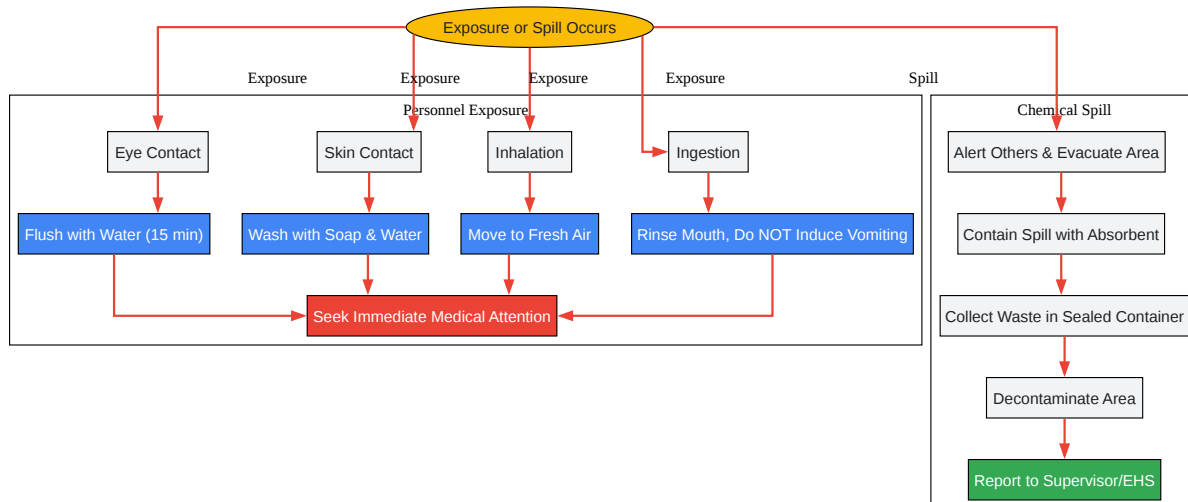 Exposure or Spill Occurs
Exposure
Exposure
Exposure
Exposure
Spill
Personnel Exposure
Chemical Spill
Eye Contact
Skin Contact
Inhalation
Ingestion
Alert Others & Evacuate Area
Flush with Water (15 min)
Wash with Soap & Water
Move to Fresh Air
Rinse Mouth, Do NOT Induce Vomiting
Contain Spill with Absorbent
Seek Immediate Medical Attention
Collect Waste in Sealed Container
Decontaminate Area
Report to Supervisor/EHS